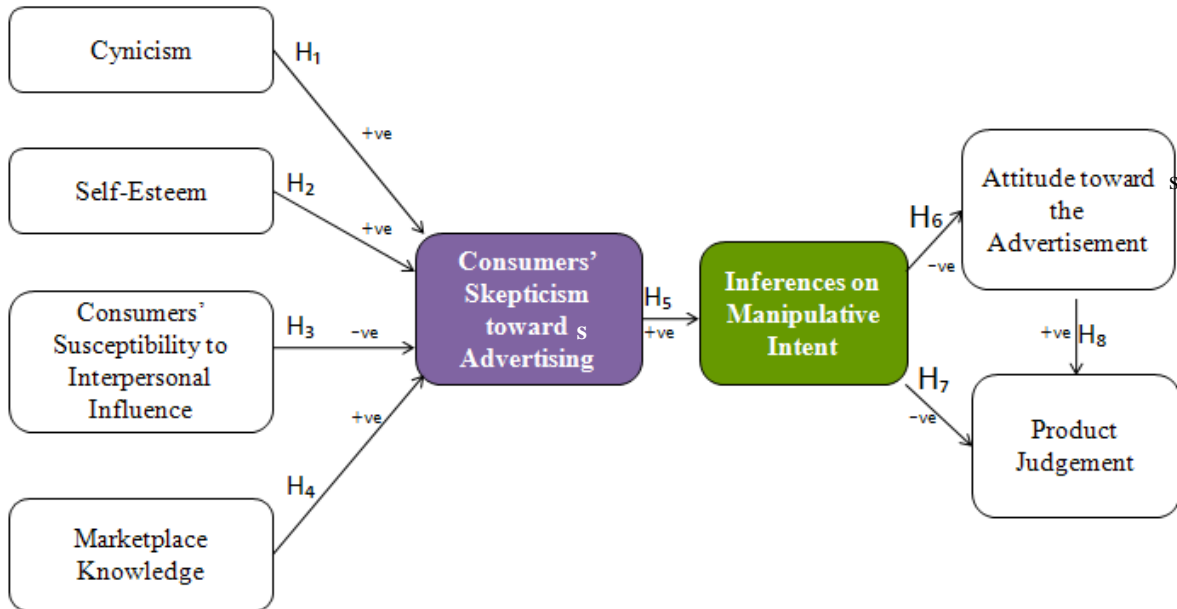 Cynicism
H₁
+ve
Self-Esteem
H₂
+ve
Consumers’
Susceptibility to
Interpersonal
Influence
H₃
-ve
Marketplace
Knowledge
H₄
+ve
Consumers’
Skepticism
toward s
Advertising
H₅
+ve
Inferences on
Manipulative
Intent
H₆
-ve
H₇
-ve
Attitude toward s
the
Advertisement
+ve H₈
Product
Judgement